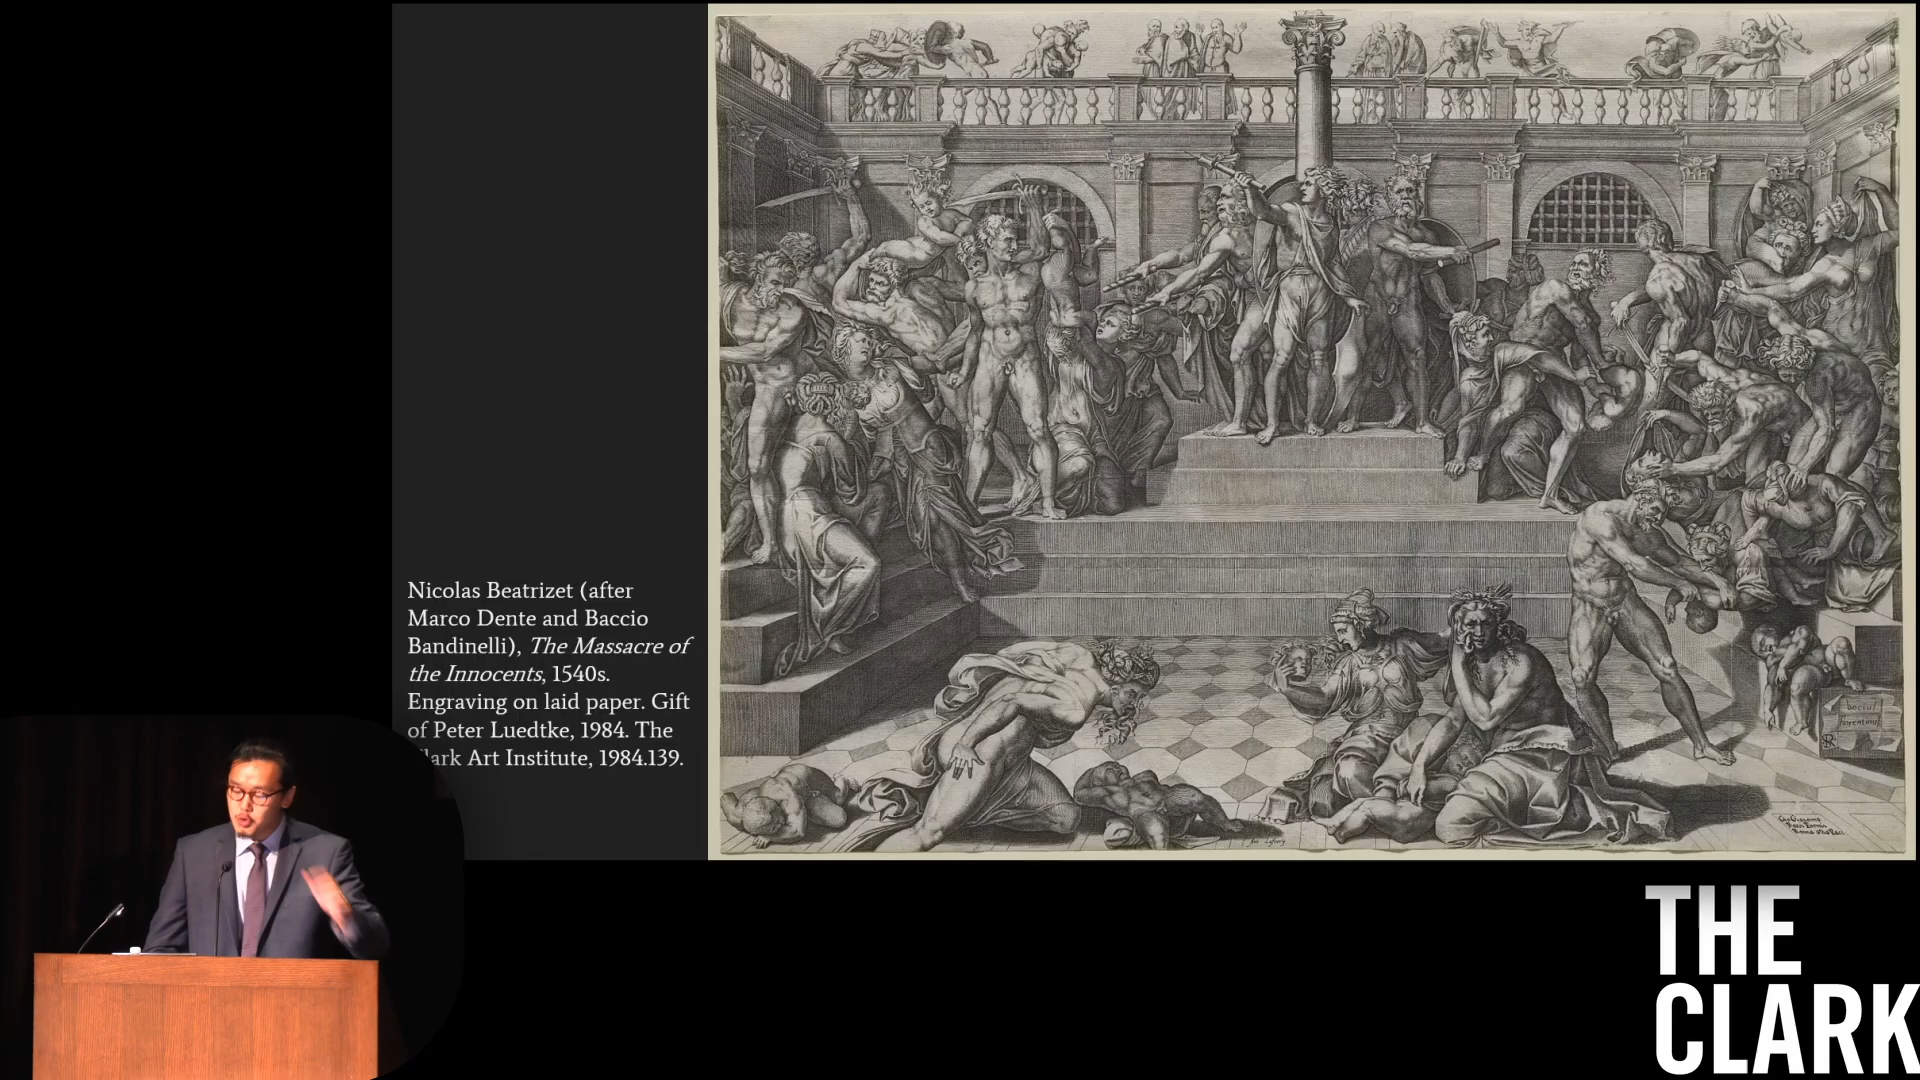 Nicolas Beatrizet (after
Marco Dente and Baccio
Bandinelli), The Massacre of
the Innocents, 1540s.
Engraving on laid paper. Gift
of Peter Luedtke, 1984. The
Art Institute, 1984.139.
THE
CLARK